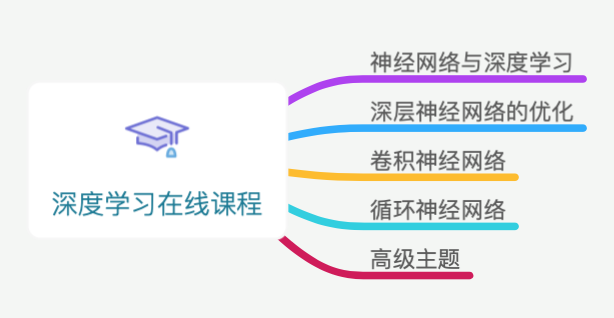 深度学习在线课程
神经网络与深度学习
深层神经网络的优化
卷积神经网络
循环神经网络
高级主题